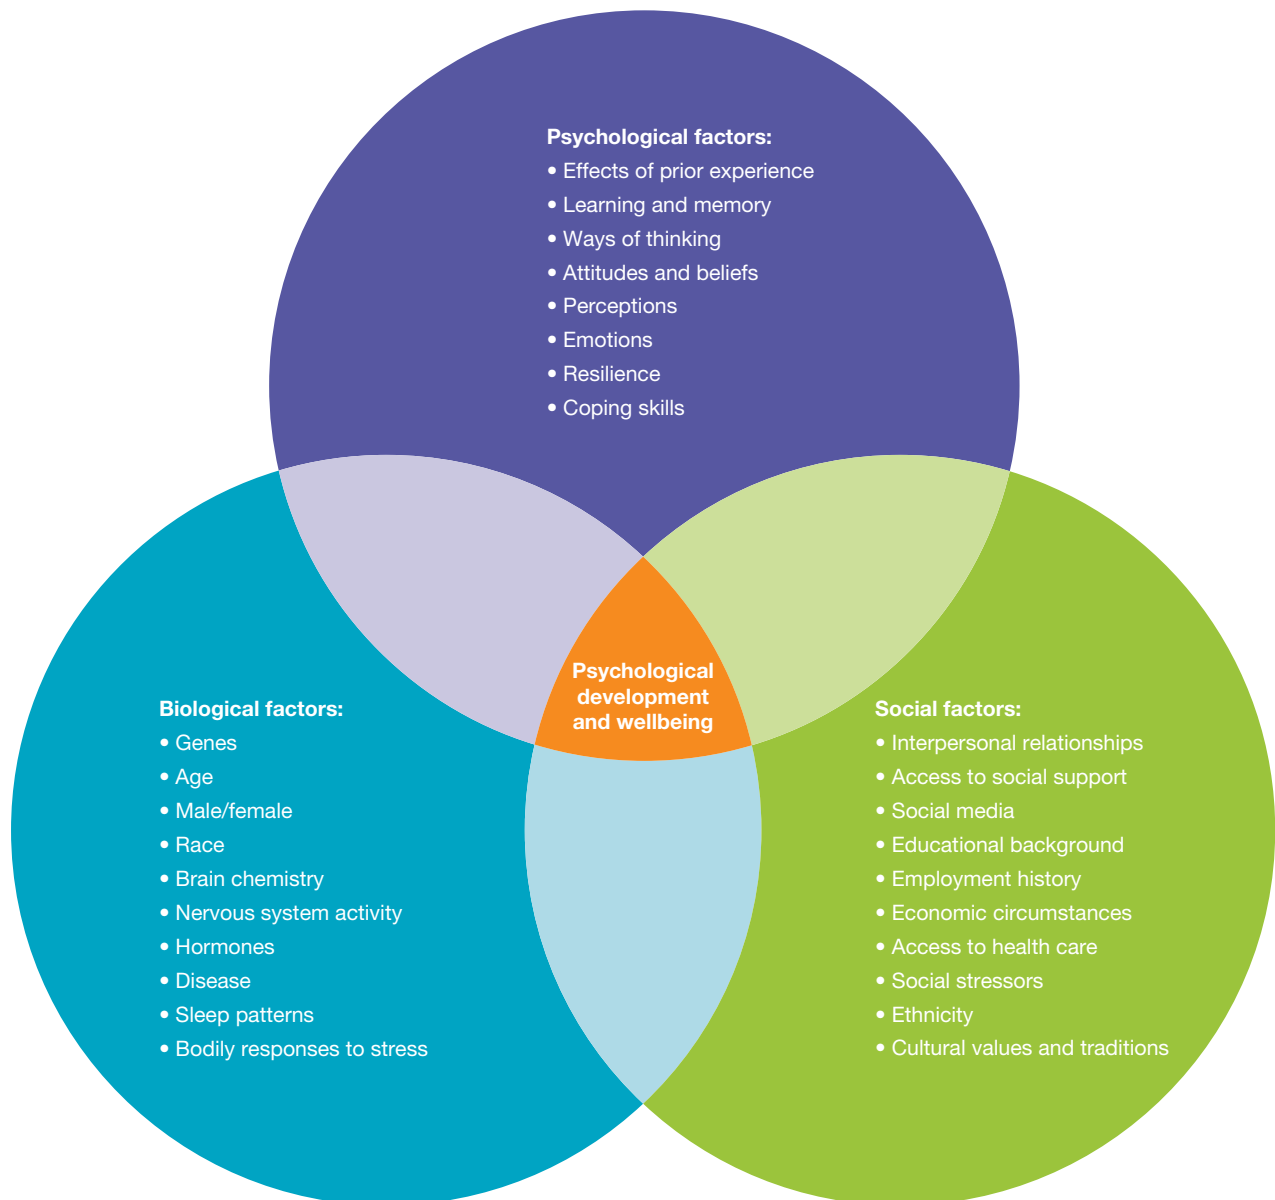 Psychological factors:
• Effects of prior experience
• Learning and memory
• Ways of thinking
• Attitudes and beliefs
• Perceptions
• Emotions
• Resilience
• Coping skills
Psychological
development
and wellbeing
Biological factors:
• Genes
• Age
• Male/female
• Race
• Brain chemistry
• Nervous system activity
• Hormones
• Disease
• Sleep patterns
• Bodily responses to stress
Social factors:
• Interpersonal relationships
• Access to social support
• Social media
• Educational background
• Employment history
• Economic circumstances
• Access to health care
• Social stressors
• Ethnicity
• Cultural values and traditions